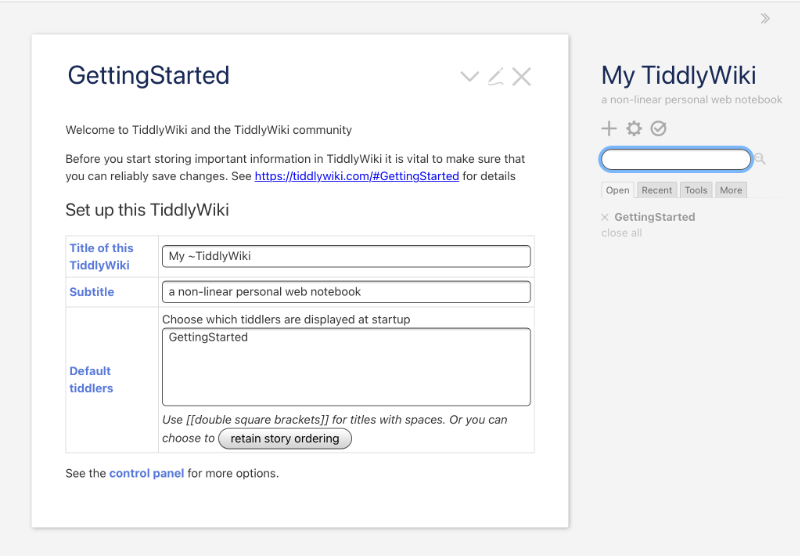 GettingStarted
Welcome to TiddlyWiki and the TiddlyWiki community
Before you start storing important information in TiddlyWiki it is vital to make sure that
you can reliably save changes. See https://tiddlywiki.com/#GettingStarted for details
Set up this TiddlyWiki
Title of this
TiddlyWiki
My ~TiddlyWiki
Subtitle
a non-linear personal web notebook
Default
tiddlers
Choose which tiddlers are displayed at startup
GettingStarted
Use [[double square brackets]] for titles with spaces. Or you can
choose to retain story ordering
See the control panel for more options.
My TiddlyWiki
a non-linear personal web notebook
Open Recent Tools More
GettingStarted
close all